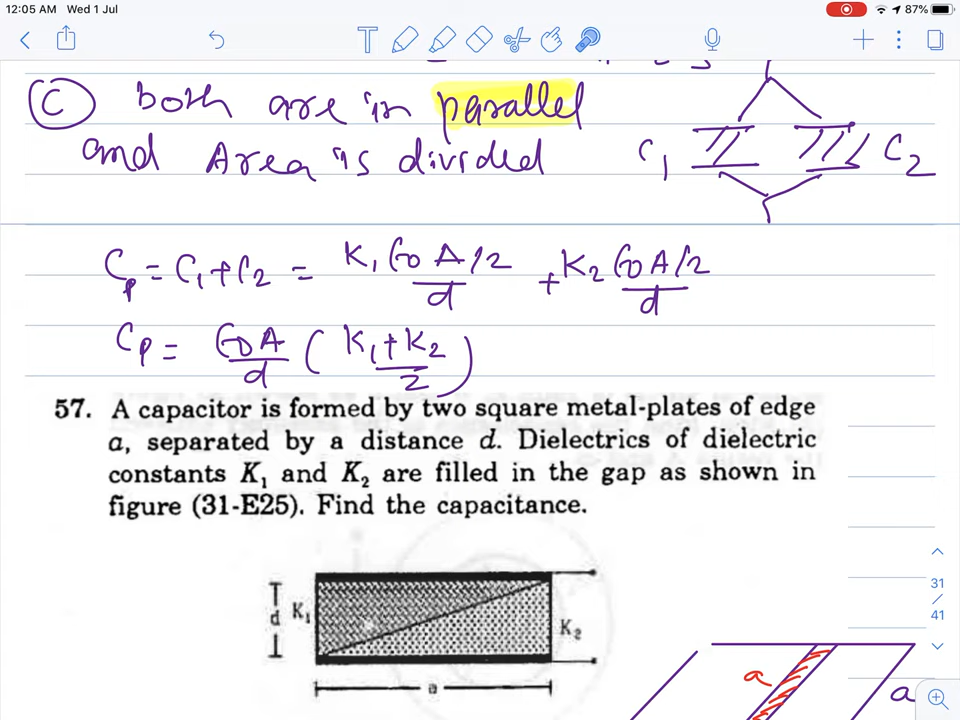 12:05 AM Wed 1 Jul
87%
(C) both are in parallel
and Area is divided
C1
C2
Cp = C1 + C2 = K1 ∈0 A/2 / d + K2 ∈0 A/2 / d
Cp = ∈0 A / d ( K1 + K2 / 2 )
57. A capacitor is formed by two square metal-plates of edge
a, separated by a distance d. Dielectrics of dielectric
constants K1 and K2 are filled in the gap as shown in
figure (31-E25). Find the capacitance.
d
K1
K2
a
31
/
41
a
a